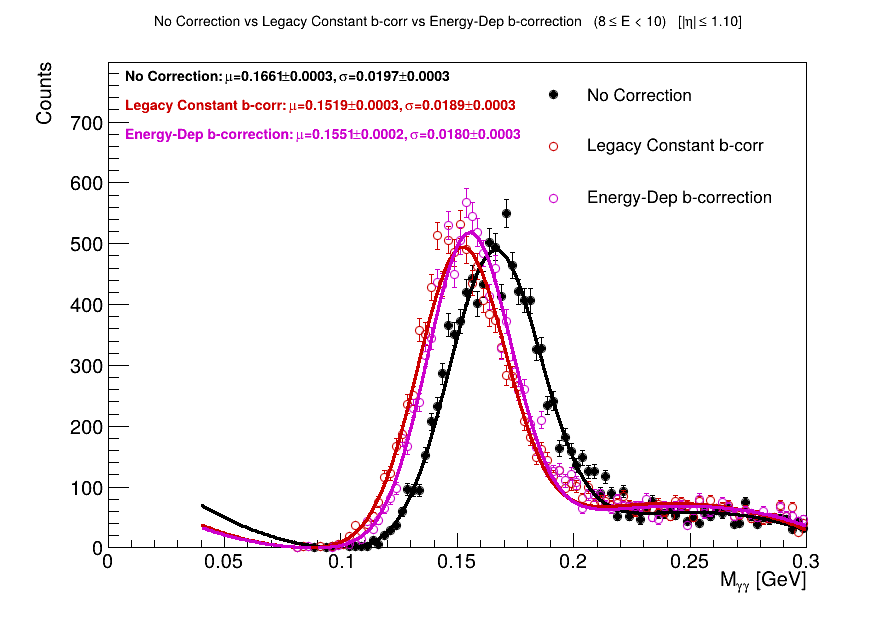 No Correction vs Legacy Constant b-corr vs Energy-Dep b-correction (8 ≤ E < 10) [|η| ≤ 1.10]
Counts
No Correction: μ=0.1661±0.0003, σ=0.0197±0.0003
Legacy Constant b-corr: μ=0.1519±0.0003, σ=0.0189±0.0003
Energy-Dep b-correction: μ=0.1551±0.0002, σ=0.0180±0.0003
No Correction
Legacy Constant b-corr
Energy-Dep b-correction
700
600
500
400
300
200
100
0
0 0.05 0.1 0.15 0.2 0.25 0.3
Mγγ [GeV]